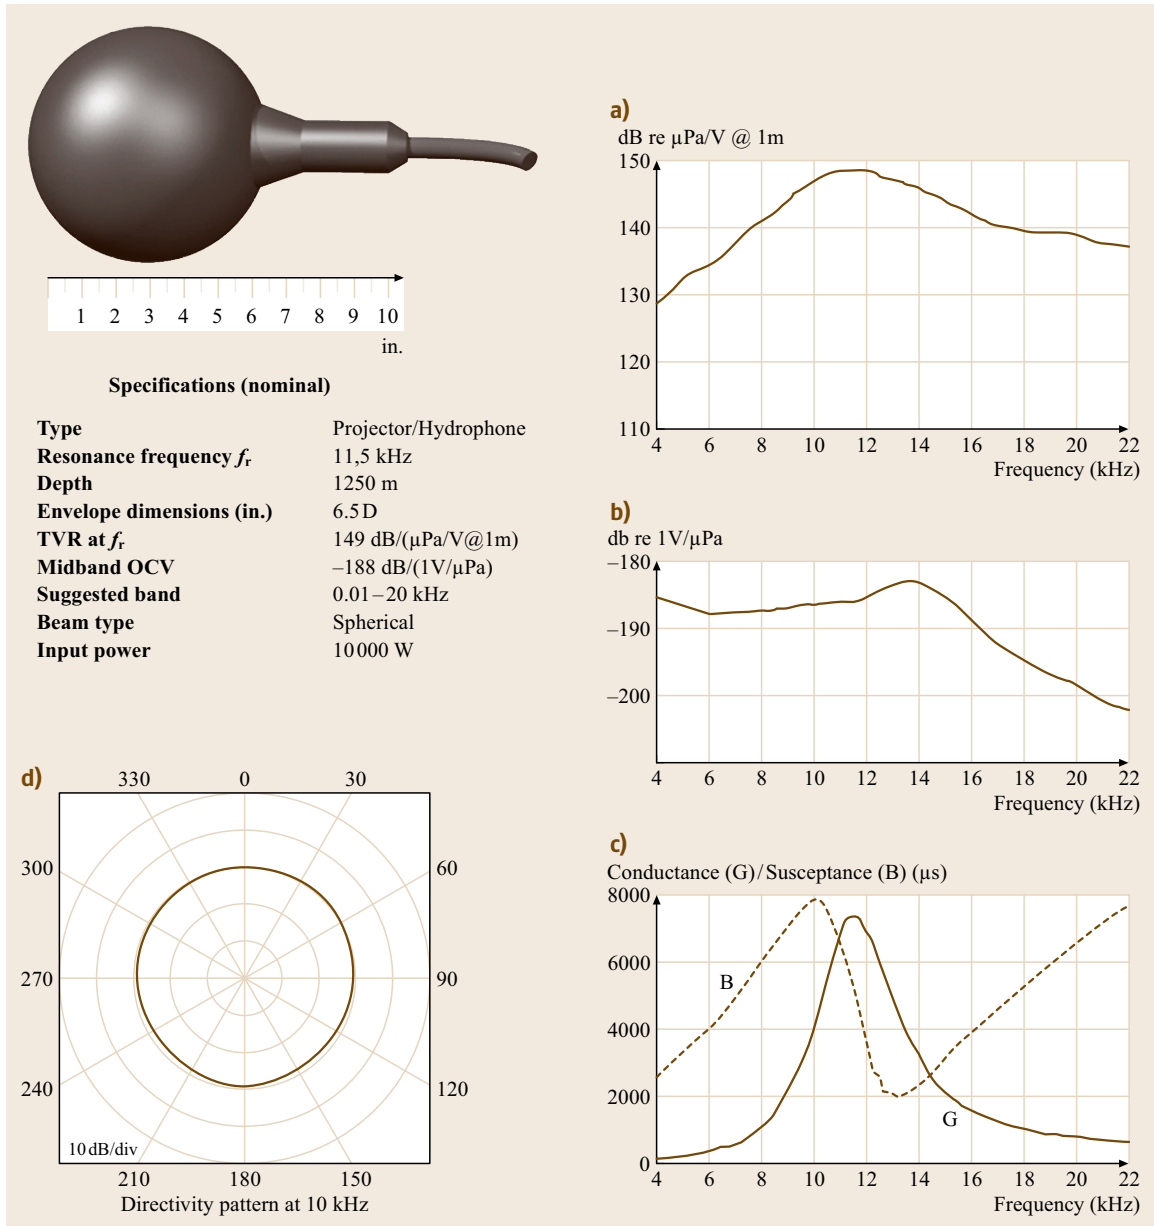 1 2 3 4 5 6 7 8 9 10
in.
Specifications (nominal)
Type Projector/Hydrophone
Resonance frequency fr 11,5 kHz
Depth 1250 m
Envelope dimensions (in.) 6.5 D
TVR at fr 149 dB/(µPa/V@1m)
Midband OCV –188 dB/(1V/µPa)
Suggested band 0.01–20 kHz
Beam type Spherical
Input power 10 000 W
a)
dB re µPa/V @ 1m
150
140
130
120
110
4 6 8 10 12 14 16 18 20 22
Frequency (kHz)
b)
db re 1V/µPa
–180
–190
–200
4 6 8 10 12 14 16 18 20 22
Frequency (kHz)
c)
Conductance (G)/Susceptance (B) (µs)
8000
6000
4000
2000
0
B
G
4 6 8 10 12 14 16 18 20 22
Frequency (kHz)
d)
330 0 30
300 60
270 90
240 120
10 dB/div
210 180 150
Directivity pattern at 10 kHz